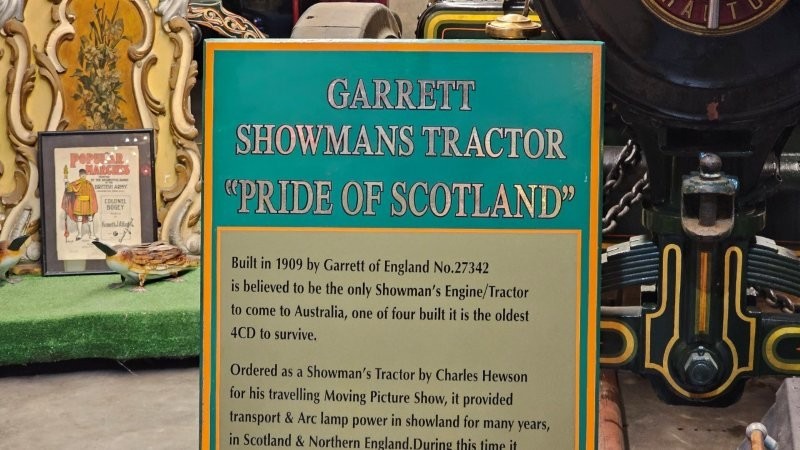 GARRETT
SHOWMANS TRACTOR
“PRIDE OF SCOTLAND”
Built in 1909 by Garrett of England No.27342
is believed to be the only Showman's Engine/Tractor
to come to Australia, one of four built it is the oldest
4CD to survive.
Ordered as a Showman's Tractor by Charles Hewson
for his travelling Moving Picture Show, it provided
transport & Arc lamp power in showland for many years,
in Scotland & Northern England.During this time it
POPULAR
MARCHES
BRITISH ARMY
COLONEL
BOGEY